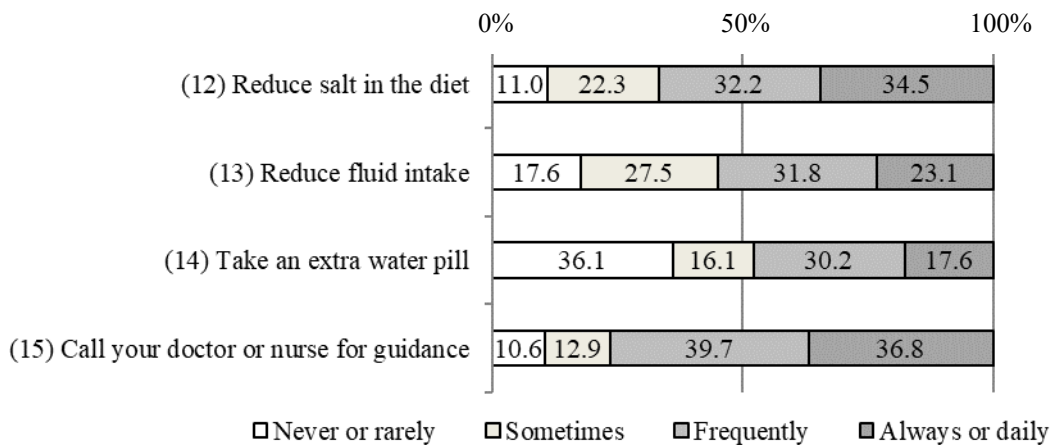 0% 50% 100%
(12) Reduce salt in the diet 11.0 22.3 32.2 34.5
(13) Reduce fluid intake 17.6 27.5 31.8 23.1
(14) Take an extra water pill 36.1 16.1 30.2 17.6
(15) Call your doctor or nurse for guidance 10.6 12.9 39.7 36.8
Never or rarely Sometimes Frequently Always or daily